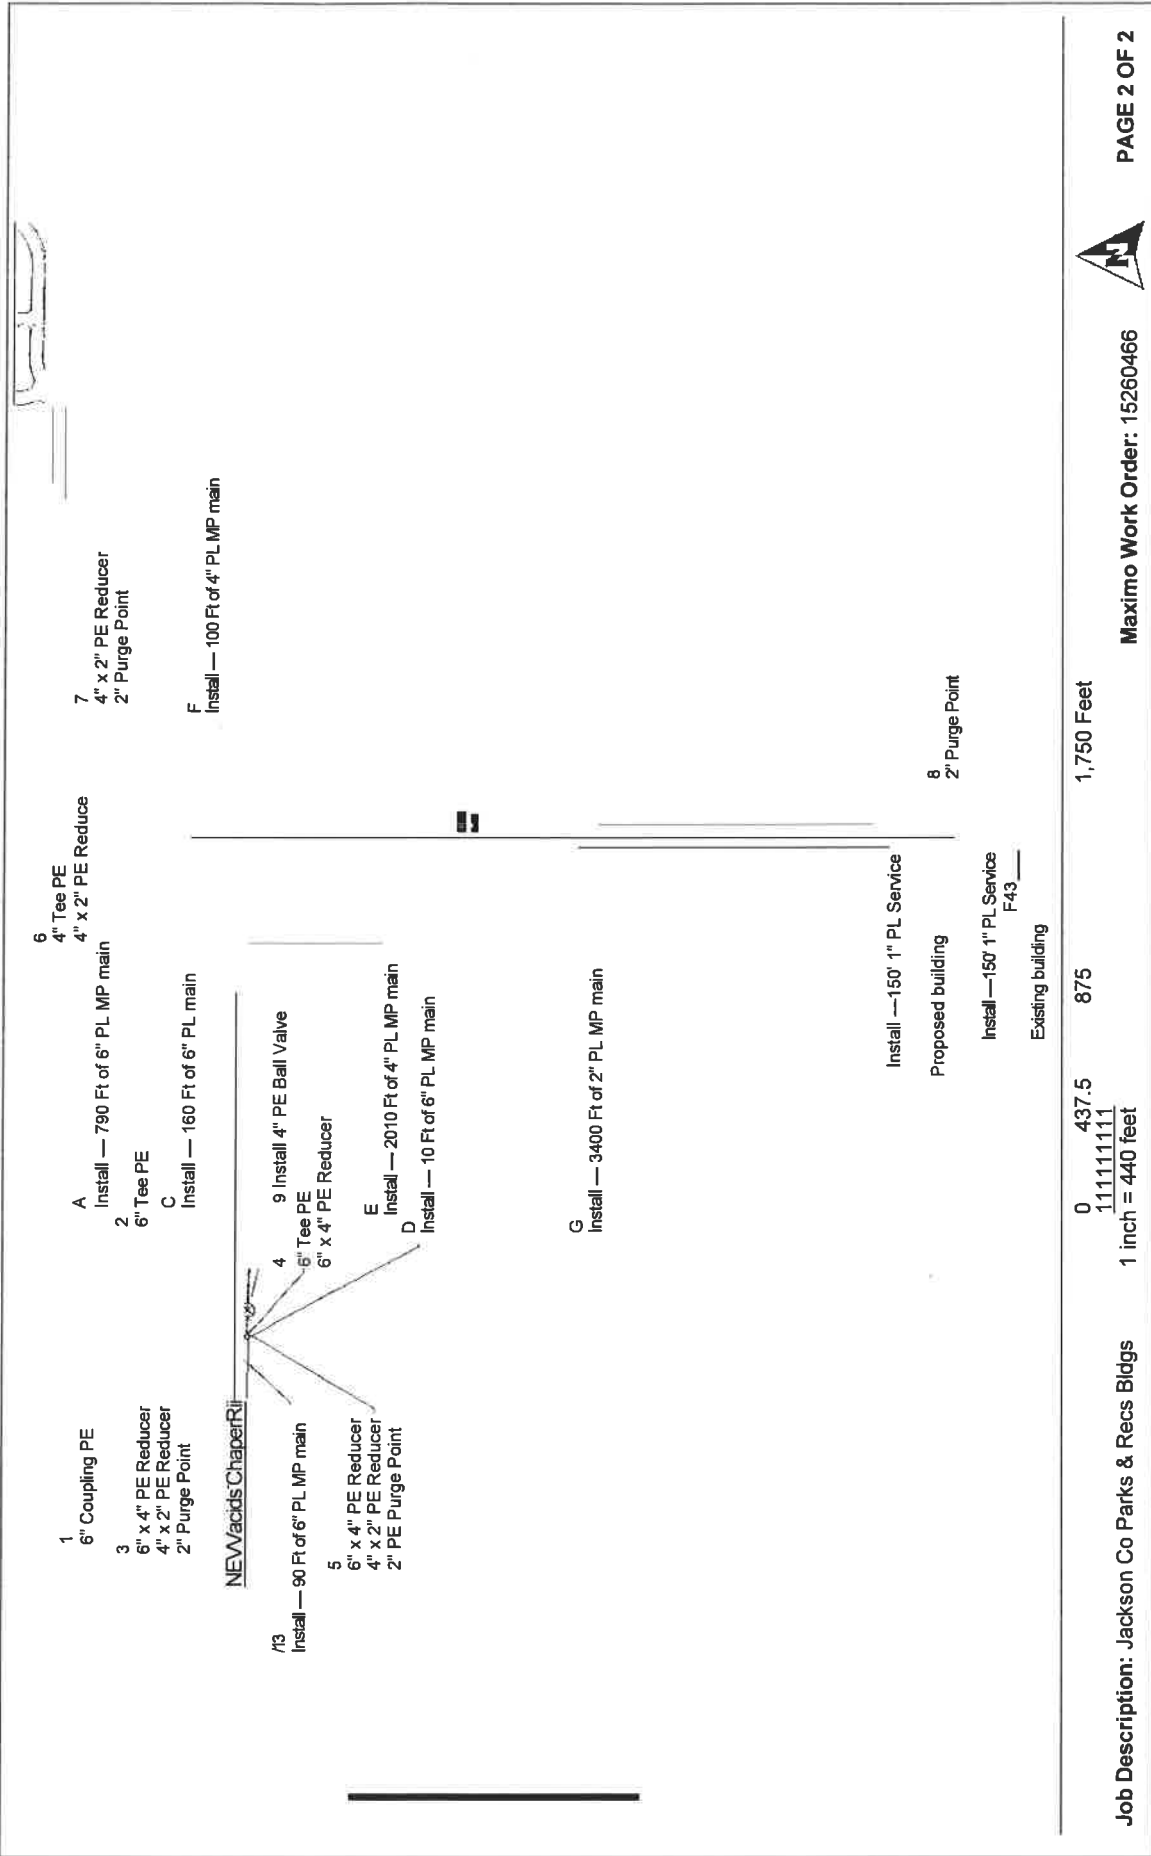 1
6" Coupling PE
3
6" x 4" PE Reducer
4" x 2" PE Reducer
2" Purge Point
NEWacidsChaperRii
/13
Install — 90 Ft of 6" PL MP main
5
6" x 4" PE Reducer
4" x 2" PE Reducer
2" PE Purge Point
A
Install — 790 Ft of 6" PL MP main
2
6" Tee PE
C
Install — 160 Ft of 6" PL main
4
9 Install 4" PE Ball Valve
6" Tee PE
6" x 4" PE Reducer
E
Install — 2010 Ft of 4" PL MP main
D
Install — 10 Ft of 6" PL MP main
G
Install — 3400 Ft of 2" PL MP main
6
4" Tee PE
4" x 2" PE Reduce
7
4" x 2" PE Reducer
2" Purge Point
F
Install — 100 Ft of 4" PL MP main
8
2" Purge Point
Install —150' 1" PL Service
Proposed building
Install —150' 1" PL Service
F43
Existing building
0 437.5 875 1,750 Feet
111111111
1 inch = 440 feet
Job Description: Jackson Co Parks & Recs Bldgs
Maximo Work Order: 15260466
N
PAGE 2 OF 2